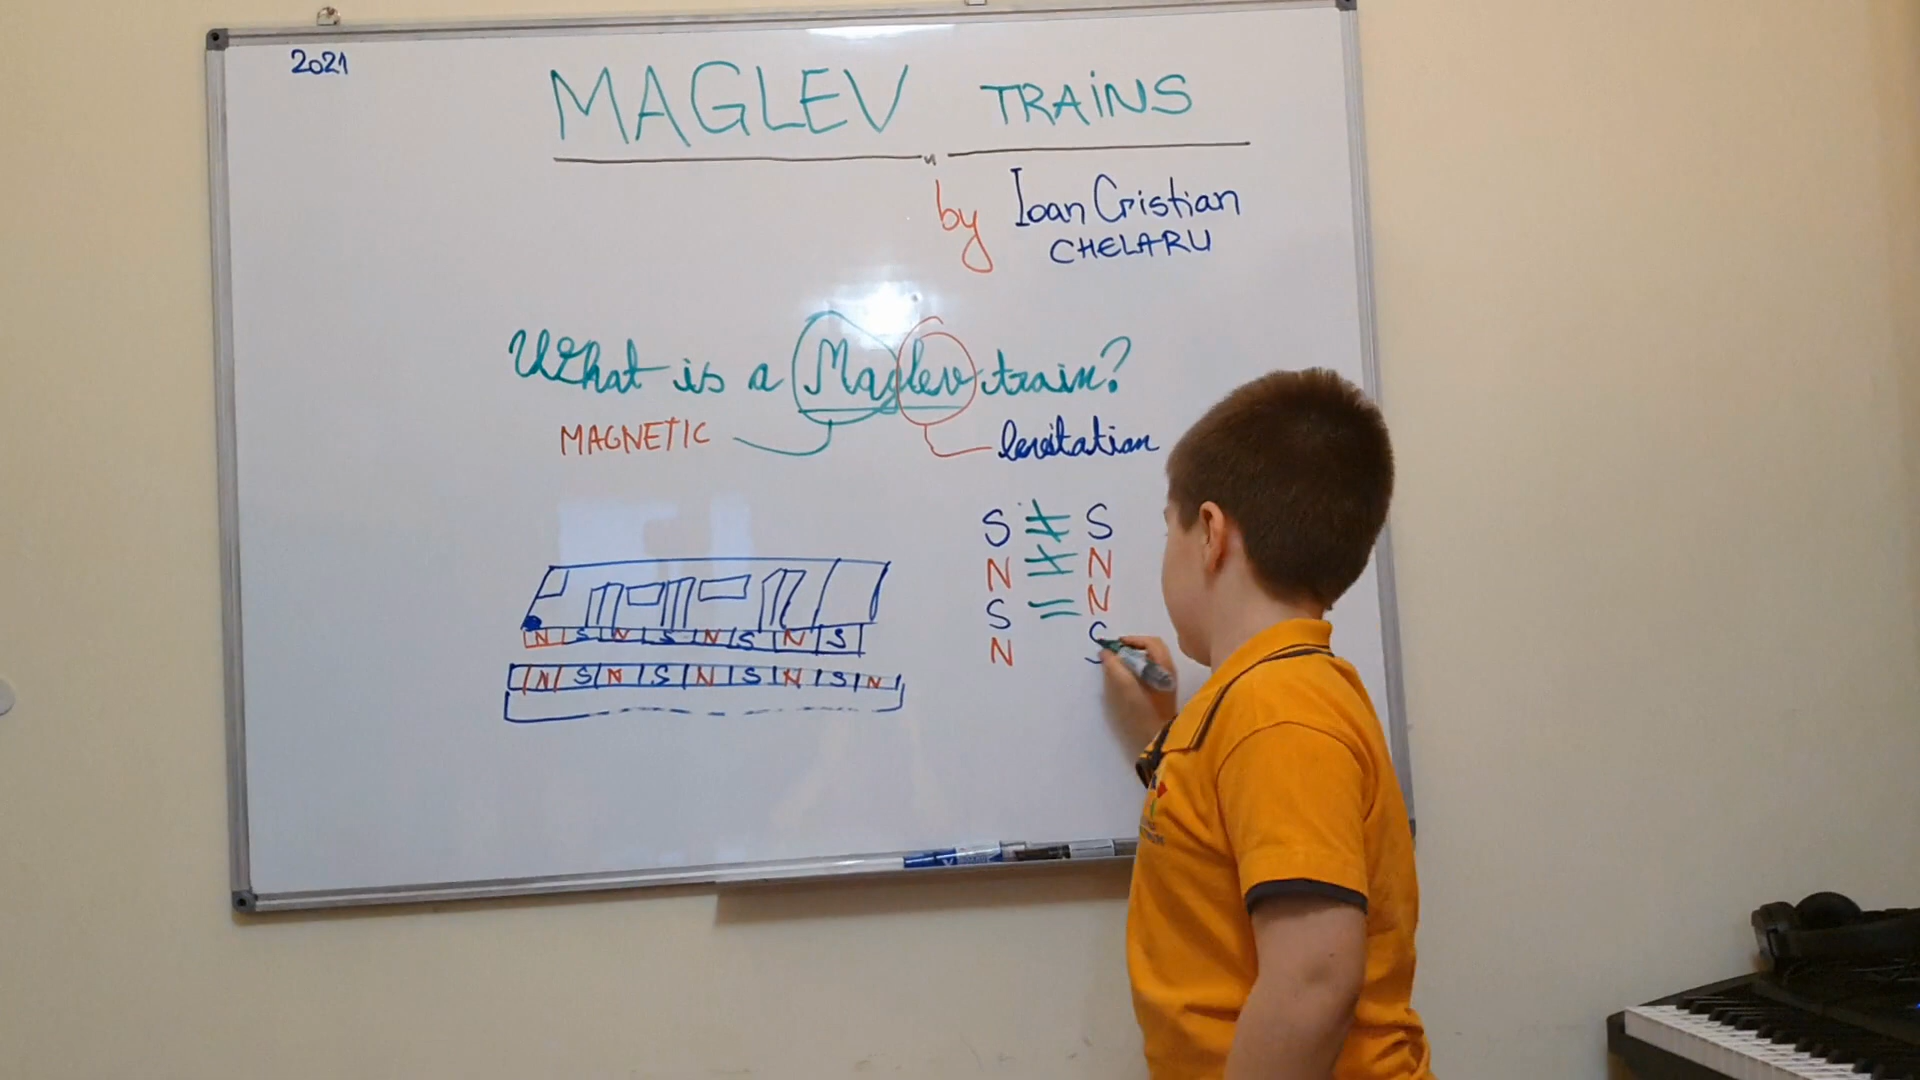 2021
MAGLEV TRAINS
by Ioan Cristian
CHELARU
What is a Maglev train?
MAGNETIC levitation
S ≠ S
N ≠ N
S = N
N S
N S N S N S N S
N S N S N S N S N